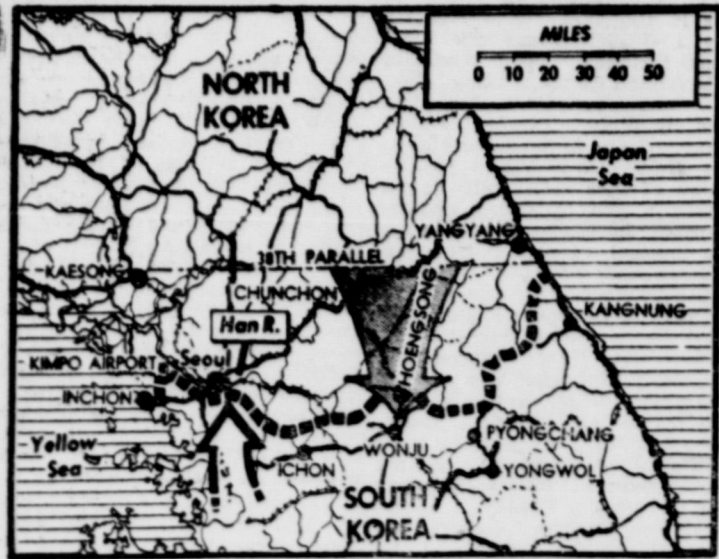 MILES
0 10 20 30 40 50
NORTH
KOREA
Japan
Sea
YANGYANG
38TH PARALLEL
KAESONG
CHUNCHON
HOENGSONG
KANGNUNG
Han R.
KIMPO AIRPORT
Seoul
INCHON
Yellow
Sea
WONJU
PYONGCHANG
ICHON
YONGWOL
SOUTH
KOREA